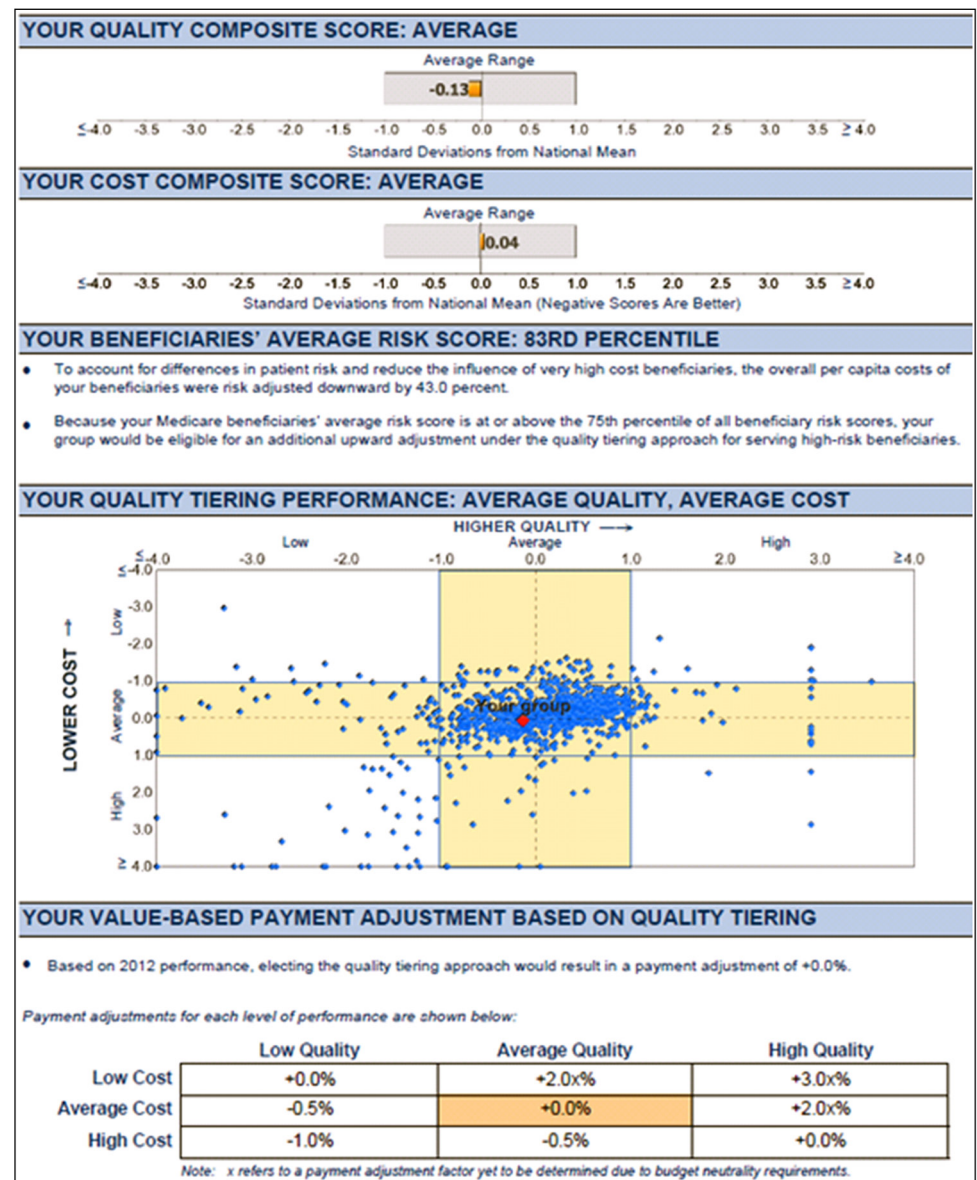 YOUR QUALITY COMPOSITE SCORE: AVERAGE
Average Range
-0.13
≤-4.0 -3.5 -3.0 -2.5 -2.0 -1.5 -1.0 -0.5 0.0 0.5 1.0 1.5 2.0 2.5 3.0 3.5 ≥4.0
Standard Deviations from National Mean
YOUR COST COMPOSITE SCORE: AVERAGE
Average Range
0.04
≤-4.0 -3.5 -3.0 -2.5 -2.0 -1.5 -1.0 -0.5 0.0 0.5 1.0 1.5 2.0 2.5 3.0 3.5 ≥4.0
Standard Deviations from National Mean (Negative Scores Are Better)
YOUR BENEFICIARIES' AVERAGE RISK SCORE: 83RD PERCENTILE
• To account for differences in patient risk and reduce the influence of very high cost beneficiaries, the overall per capita costs of
your beneficiaries were risk adjusted downward by 43.0 percent.
• Because your Medicare beneficiaries' average risk score is at or above the 75th percentile of all beneficiary risk scores, your
group would be eligible for an additional upward adjustment under the quality tiering approach for serving high-risk beneficiaries.
YOUR QUALITY TIERING PERFORMANCE: AVERAGE QUALITY, AVERAGE COST
HIGHER QUALITY →
Low Average High
≤-4.0 -3.0 -2.0 -1.0 0.0 1.0 2.0 3.0 ≥4.0
LOWER COST →
Low Average High
≤-4.0
-3.0
-2.0
-1.0
0.0
1.0
2.0
3.0
≥4.0
Your group
YOUR VALUE-BASED PAYMENT ADJUSTMENT BASED ON QUALITY TIERING
• Based on 2012 performance, electing the quality tiering approach would result in a payment adjustment of +0.0%.
Payment adjustments for each level of performance are shown below:
Low Quality Average Quality High Quality
Low Cost +0.0% +2.0x% +3.0x%
Average Cost -0.5% +0.0% +2.0x%
High Cost -1.0% -0.5% +0.0%
Note: x refers to a payment adjustment factor yet to be determined due to budget neutrality requirements.